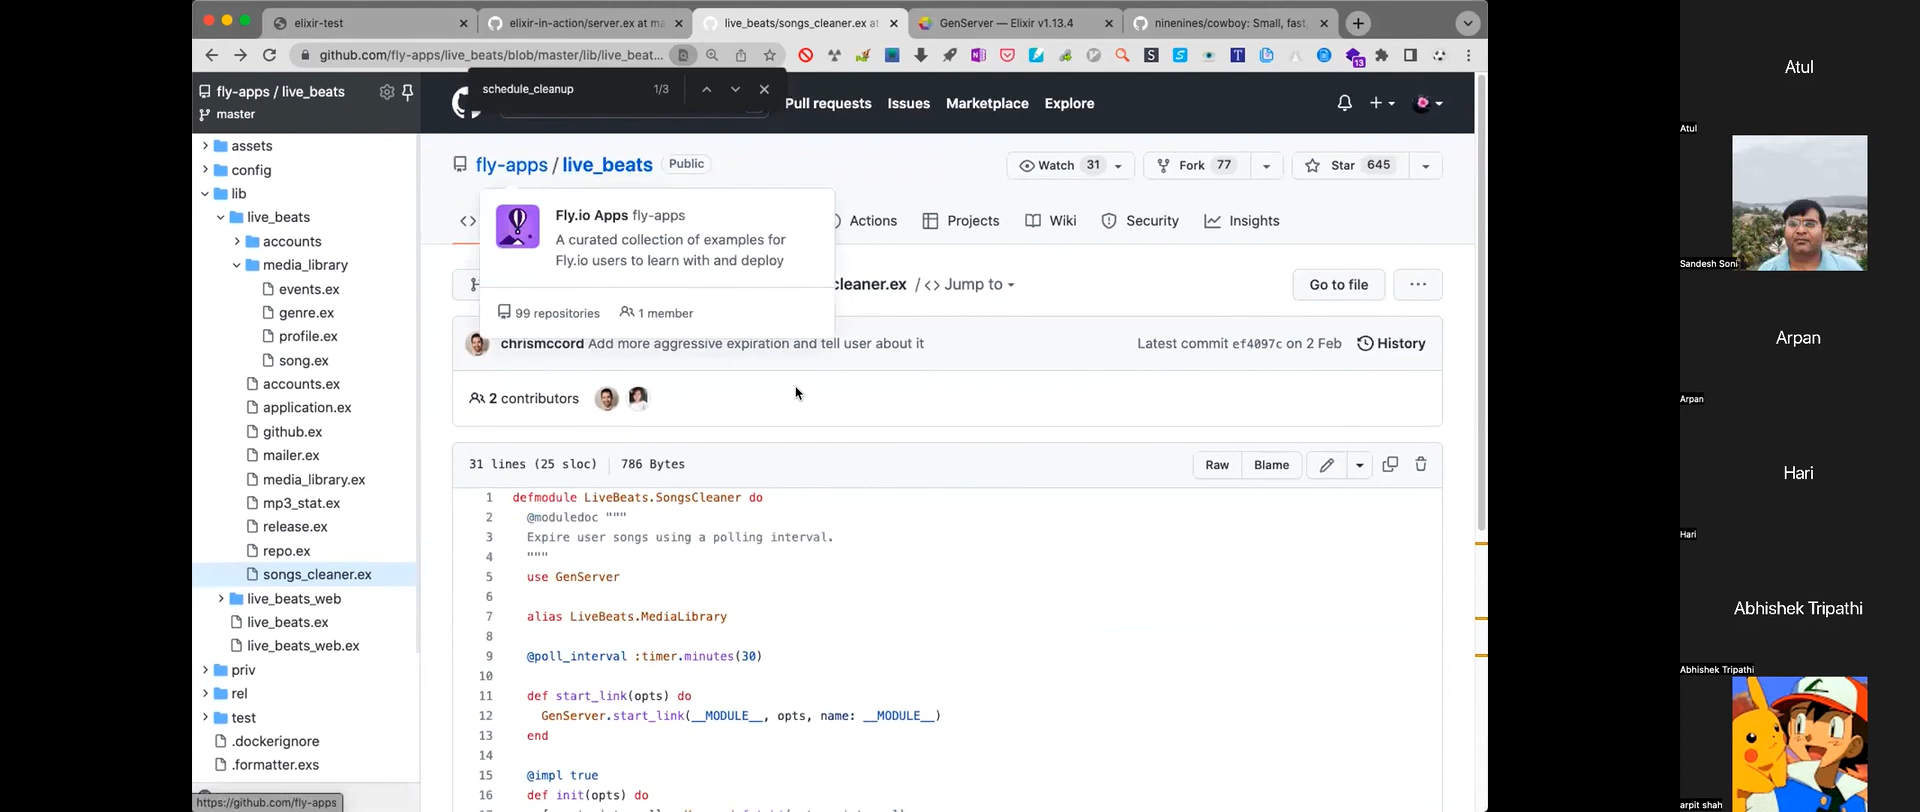 elixir-test
elixir-in-action/server.ex at ma
live_beats/songs_cleaner.ex at
GenServer — Elixir v1.13.4
ninenines/cowboy: Small, fast,
github.com/fly-apps/live_beats/blob/master/lib/live_beat...
13
schedule_cleanup
1/3
fly-apps / live_beats
master
Pull requests
Issues
Marketplace
Explore
assets
config
lib
live_beats
accounts
media_library
events.ex
genre.ex
profile.ex
song.ex
accounts.ex
application.ex
github.ex
mailer.ex
media_library.ex
mp3_stat.ex
release.ex
repo.ex
songs_cleaner.ex
live_beats_web
live_beats.ex
live_beats_web.ex
priv
rel
test
.dockerignore
.formatter.exs
https://github.com/fly-apps
fly-apps / live_beats
Public
Watch 31
Fork 77
Star 645
<>
Actions
Projects
Wiki
Security
Insights
Fly.io Apps fly-apps
A curated collection of examples for
Fly.io users to learn with and deploy
99 repositories
1 member
cleaner.ex / <> Jump to
Go to file
...
chrismccord Add more aggressive expiration and tell user about it
Latest commit ef4097c on 2 Feb
History
2 contributors
31 lines (25 sloc)
786 Bytes
Raw
Blame
1 defmodule LiveBeats.SongsCleaner do
2 @moduledoc """
3 Expire user songs using a polling interval.
4 """
5 use GenServer
6
7 alias LiveBeats.MediaLibrary
8
9 @poll_interval :timer.minutes(30)
10
11 def start_link(opts) do
12 GenServer.start_link(__MODULE__, opts, name: __MODULE__)
13 end
14
15 @impl true
16 def init(opts) do
Atul
Atul
Sandesh Soni
Arpan
Arpan
Hari
Hari
Abhishek Tripathi
Abhishek Tripathi
arpit shah